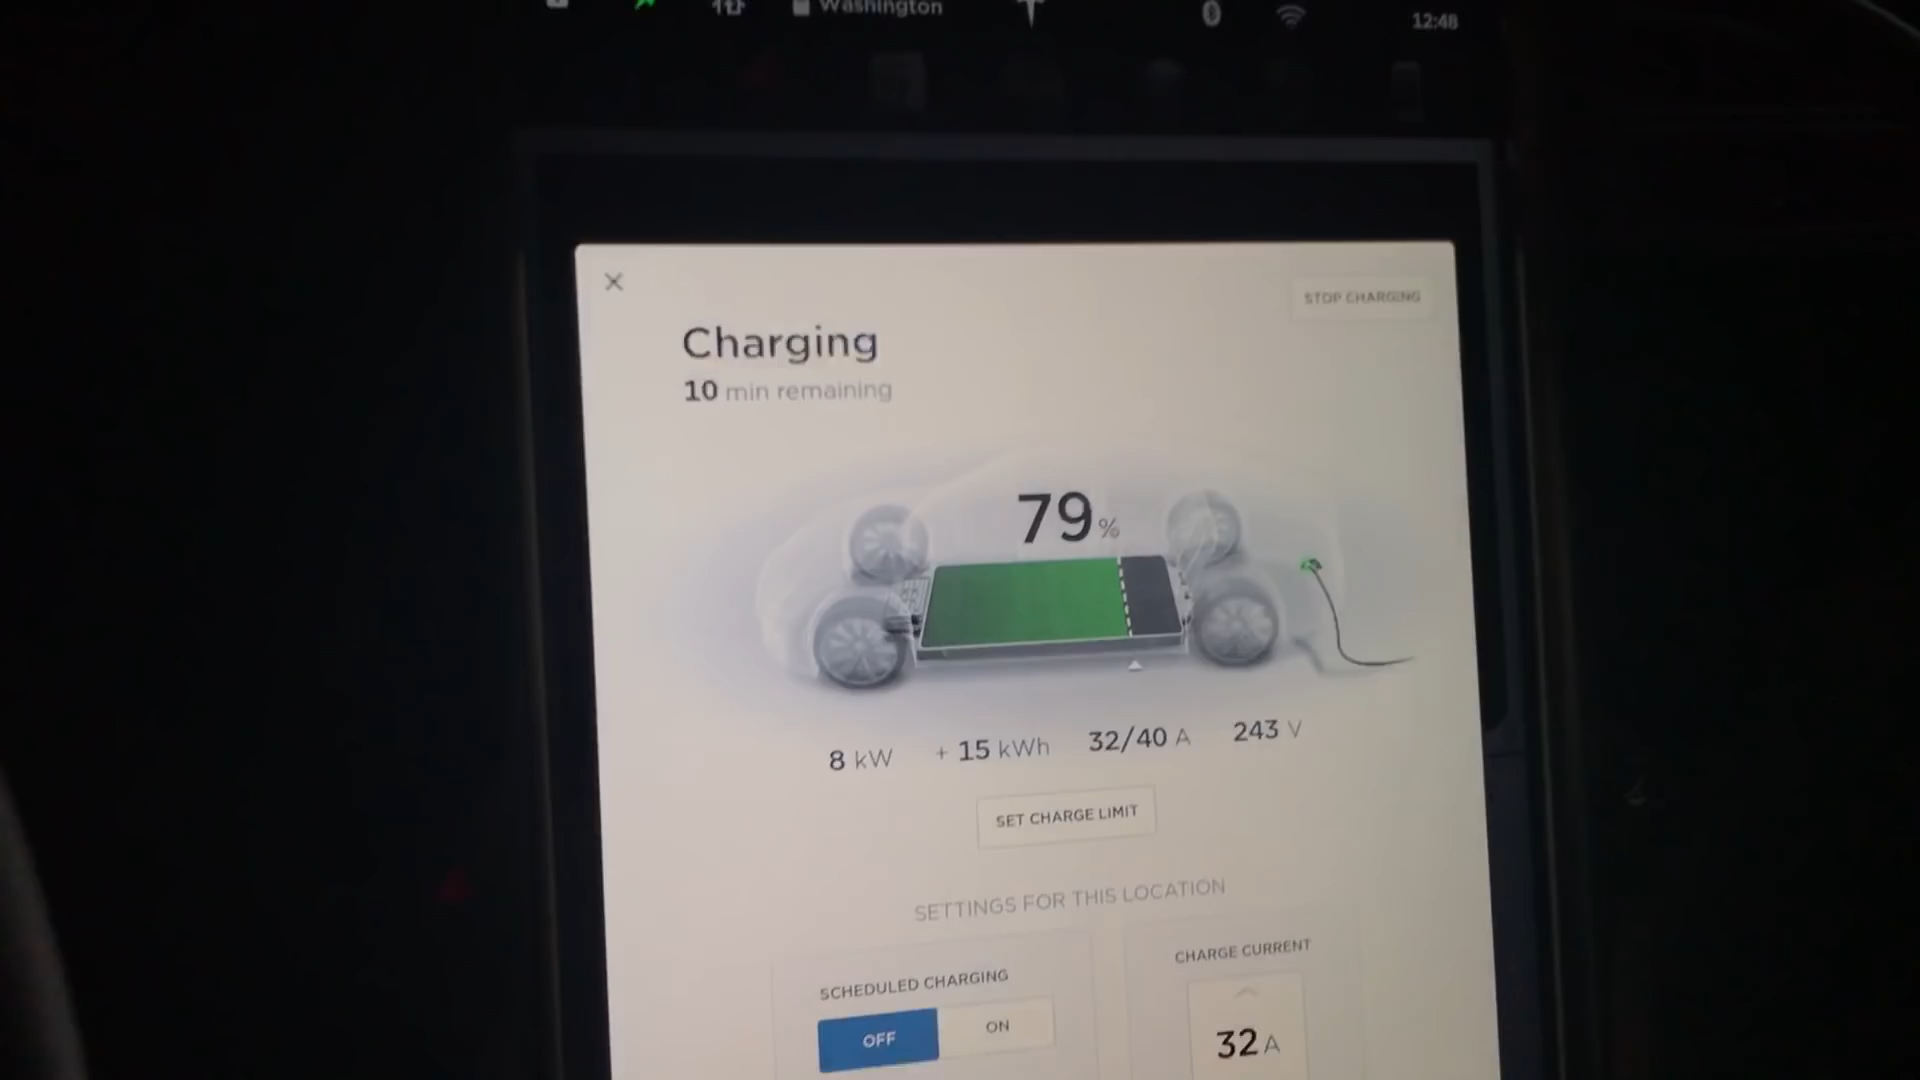 Washington
12:48
STOP CHARGING
Charging
10 min remaining
79 %
8 kW + 15 kWh 32/40 A 243 V
SET CHARGE LIMIT
SETTINGS FOR THIS LOCATION
SCHEDULED CHARGING
OFF ON
CHARGE CURRENT
32 A